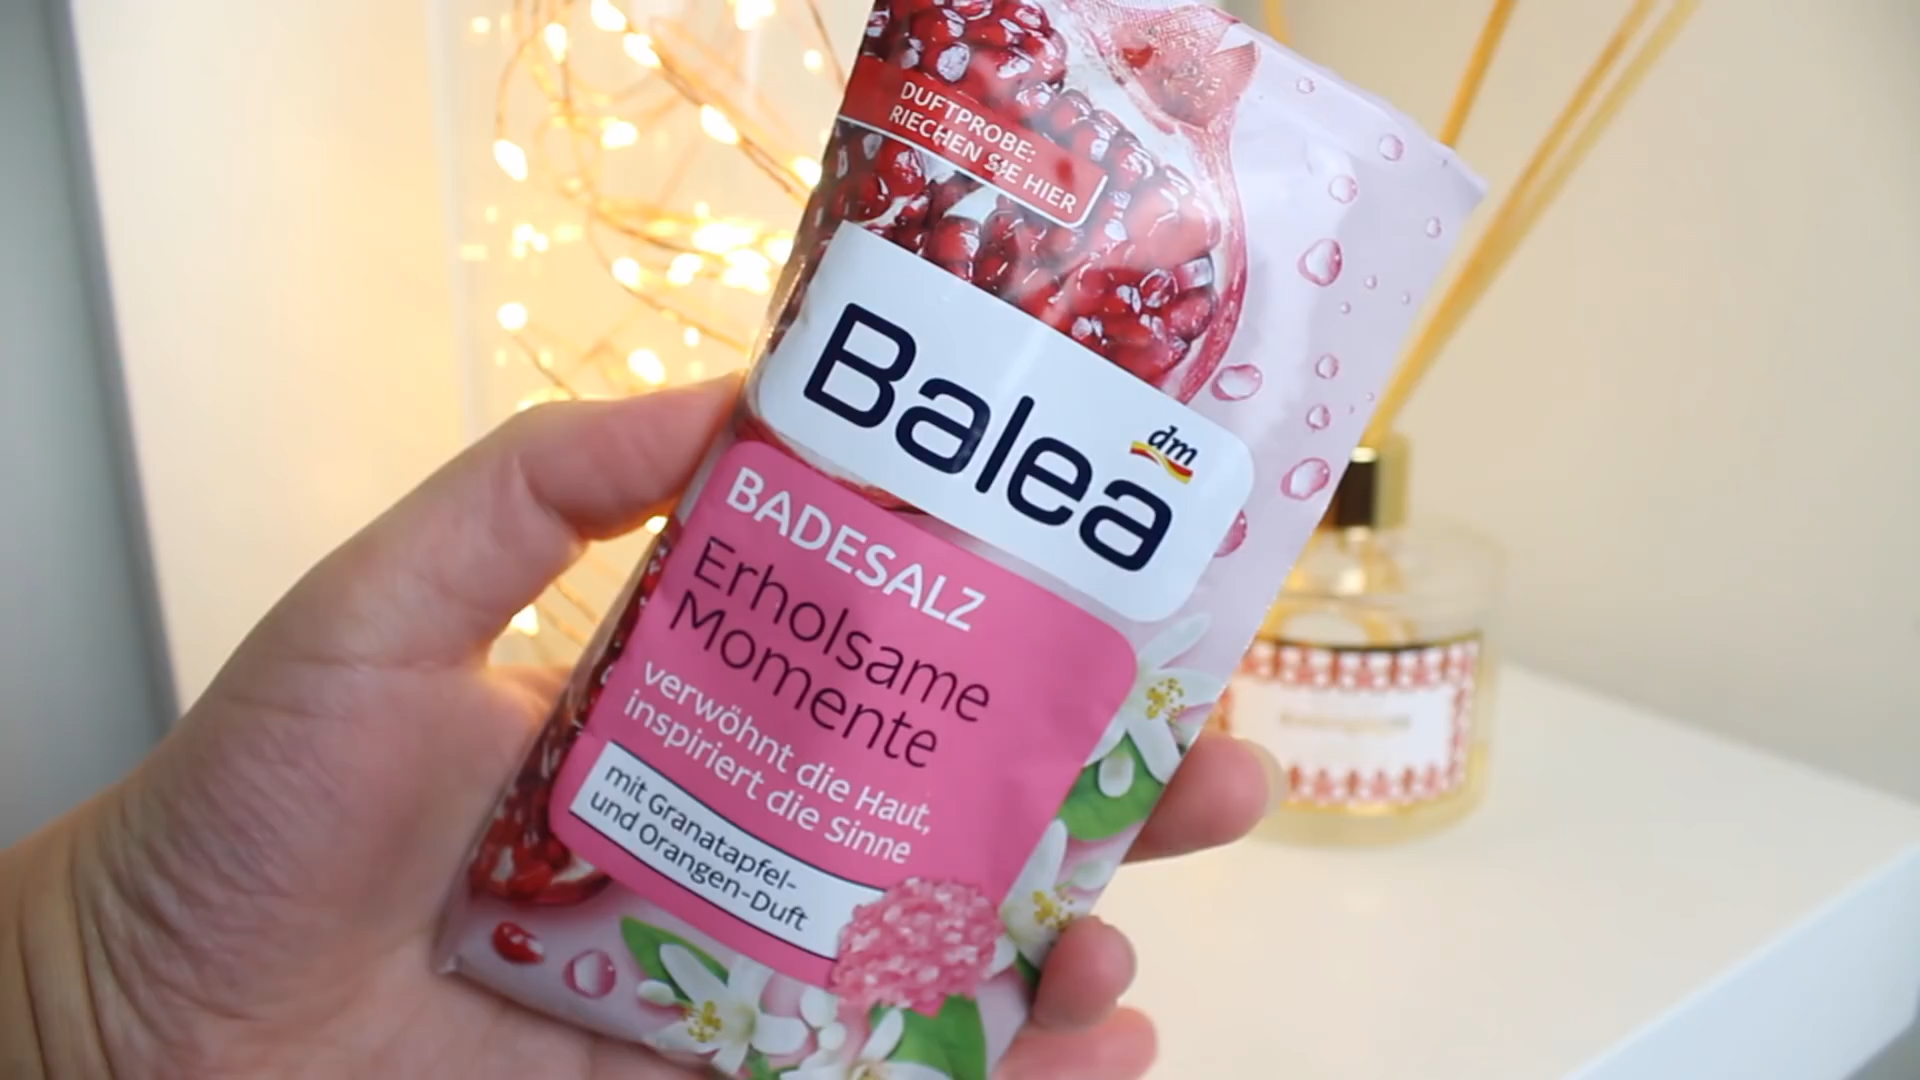 DUFTPROBE:
RIECHEN SIE HIER
Balea
dm
BADESALZ
Erholsame
Momente
verwöhnt die Haut,
inspiriert die Sinne
mit Granatapfel-
und Orangen-Duft